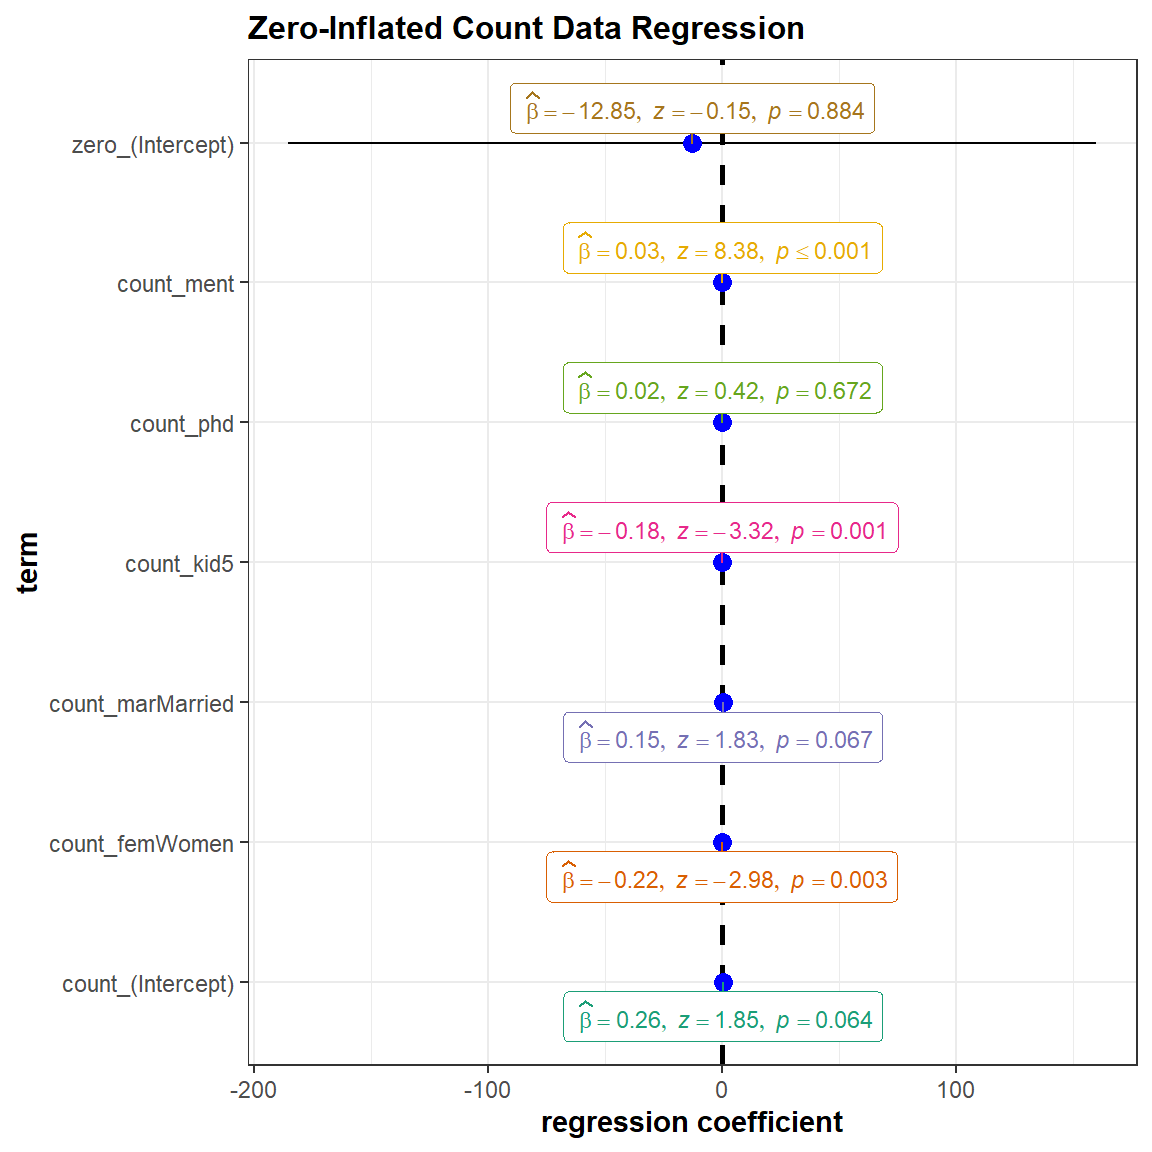 Zero-Inflated Count Data Regression
β̂ = −12.85, z = −0.15, p = 0.884
zero_(Intercept)
β̂ = 0.03, z = 8.38, p ≤ 0.001
count_ment
β̂ = 0.02, z = 0.42, p = 0.672
count_phd
β̂ = −0.18, z = −3.32, p = 0.001
count_kid5
term
count_marMarried
β̂ = 0.15, z = 1.83, p = 0.067
count_femWomen
β̂ = −0.22, z = −2.98, p = 0.003
count_(Intercept)
β̂ = 0.26, z = 1.85, p = 0.064
-200 -100 0 100
regression coefficient